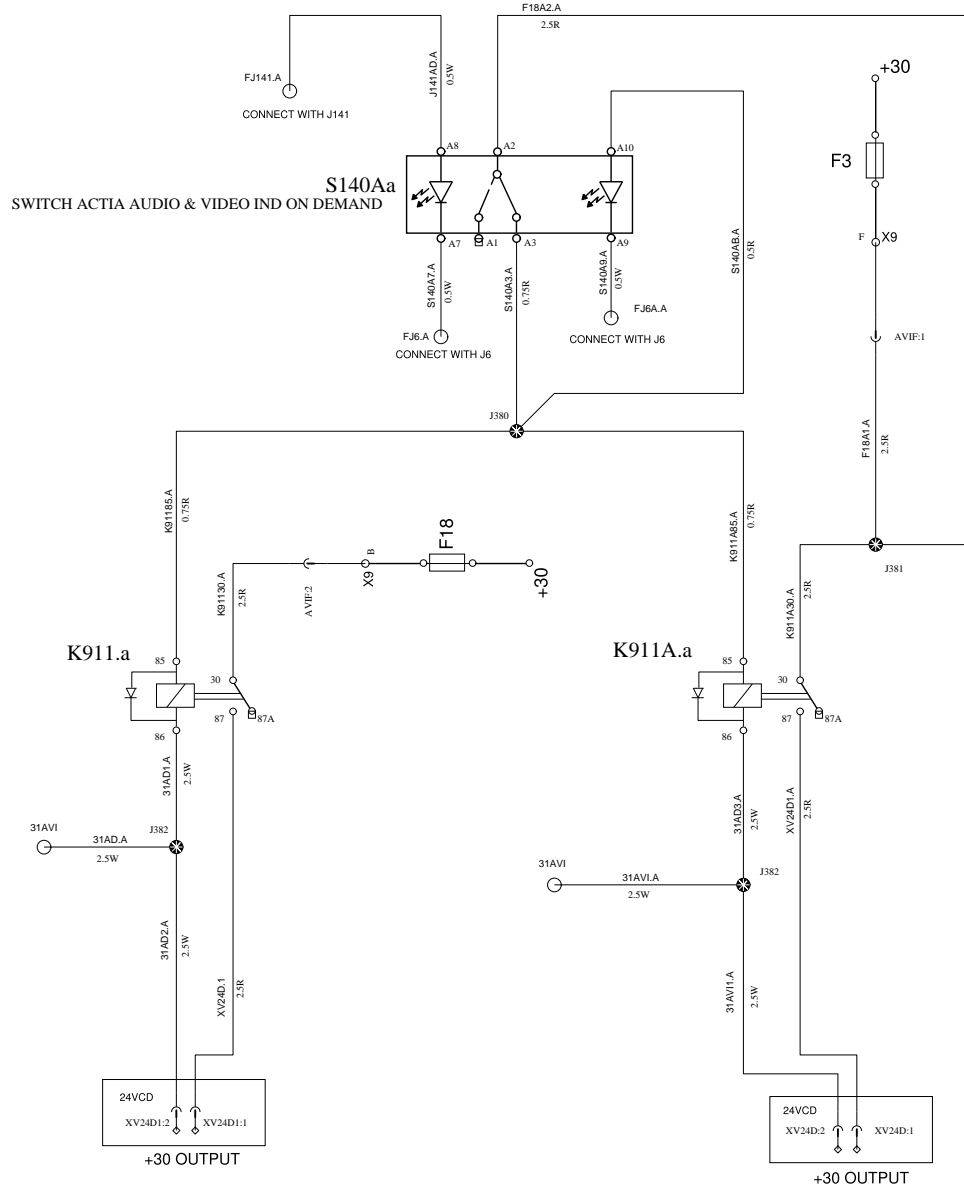 F18A2.A
2.5R
J141AD.A
0.5W
FJ141.A
CONNECT WITH J141
+30
F3
F
X9
AVIF:1
F18A1.A
2.5R
A8
A2
A10
S140Aa
SWITCH ACTIA AUDIO & VIDEO IND ON DEMAND
A7
A1
A3
A9
S140A7.A
0.5W
S140A3.A
0.75R
S140A9.A
0.5W
S140AB.A
0.5R
FJ6.A
CONNECT WITH J6
FJ6A.A
CONNECT WITH J6
J380
K91185.A
0.75R
K911A85.A
0.75R
K91130.A
2.5R
AVIF:2
X9
B
F18
+30
J381
K911A30.A
2.5R
K911.a
85
30
87
87A
86
K911A.a
85
30
87
87A
86
31AD1.A
2.5W
31AVI
31AD.A
2.5W
J382
31AD2.A
2.5W
XV24D.1
2.5R
31AD3.A
2.5W
XV24D1.A
2.5R
31AVI
31AVI.A
2.5W
J382
31AVI1.A
2.5W
24VCD
XV24D1:2
XV24D1:1
+30 OUTPUT
24VCD
XV24D:2
XV24D:1
+30 OUTPUT